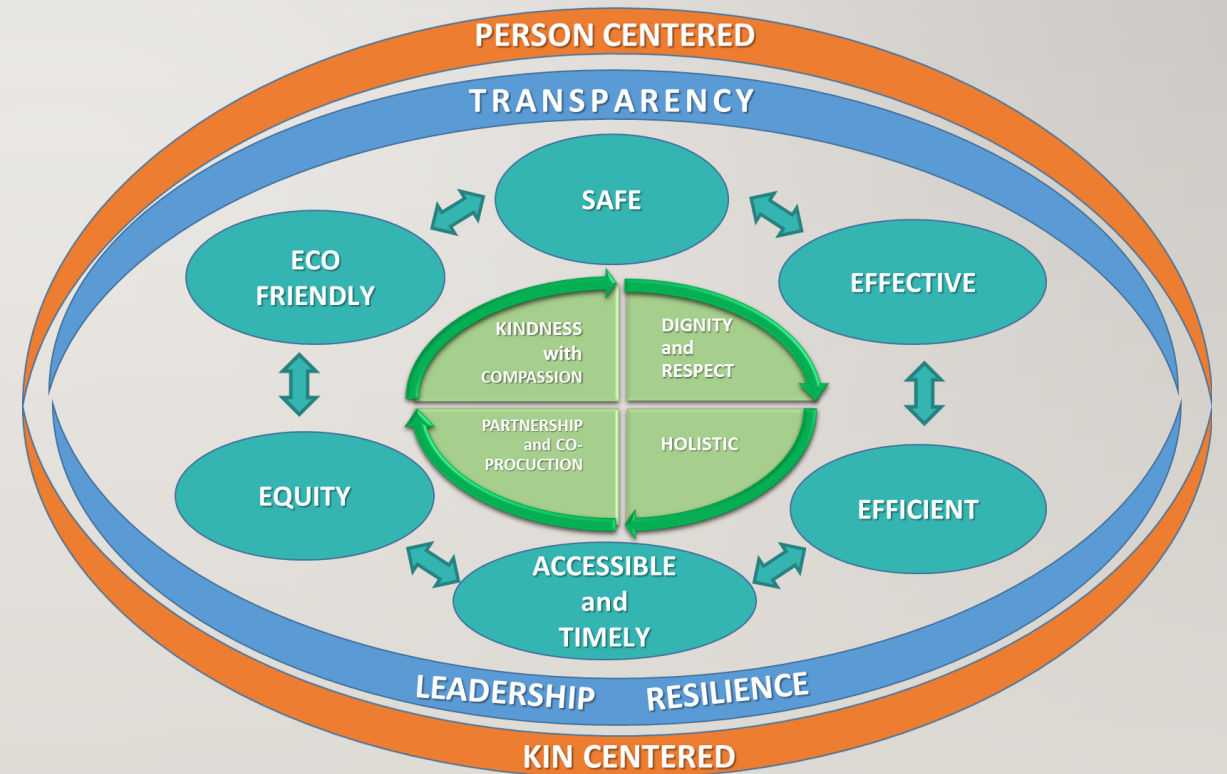 PERSON CENTERED
TRANSPARENCY
SAFE
ECO
FRIENDLY
EFFECTIVE
KINDNESS
with
COMPASSION
DIGNITY
and
RESPECT
PARTNERSHIP
and CO-
PROCUCTION
HOLISTIC
EQUITY
EFFICIENT
ACCESSIBLE
and
TIMELY
LEADERSHIP RESILIENCE
KIN CENTERED